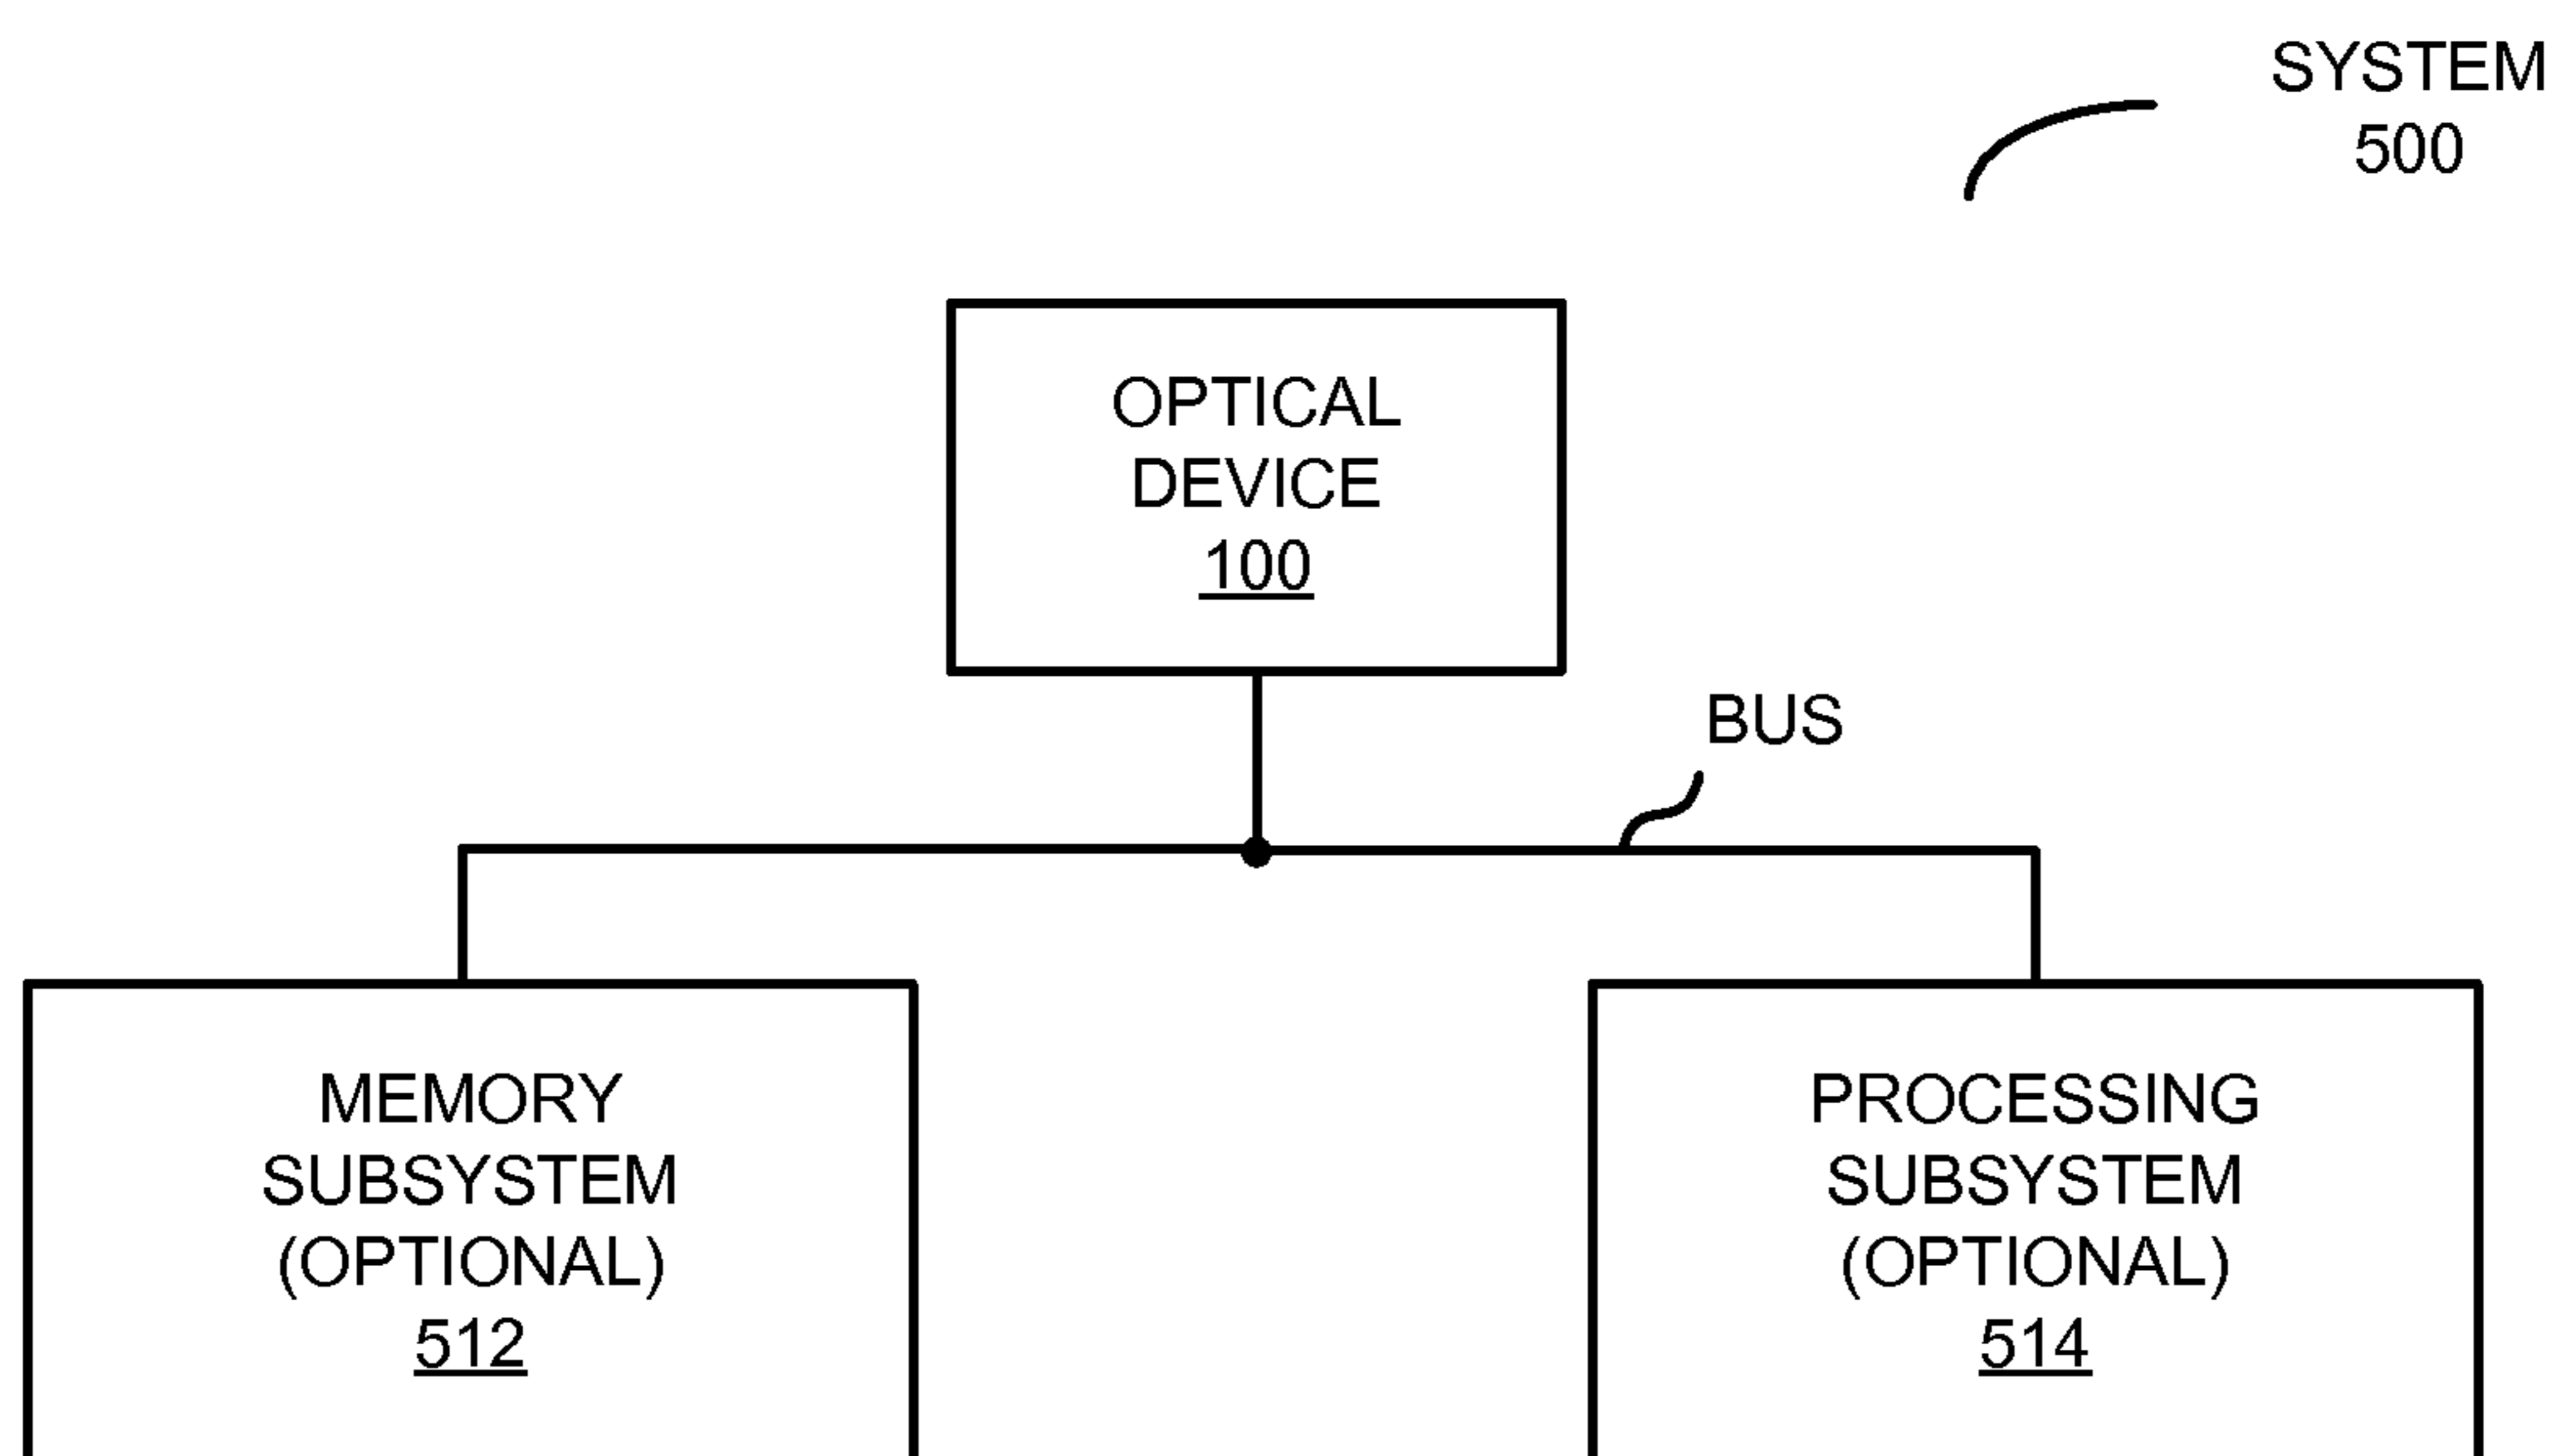 SYSTEM
500
OPTICAL
DEVICE
100
BUS
MEMORY
SUBSYSTEM
(OPTIONAL)
512
PROCESSING
SUBSYSTEM
(OPTIONAL)
514